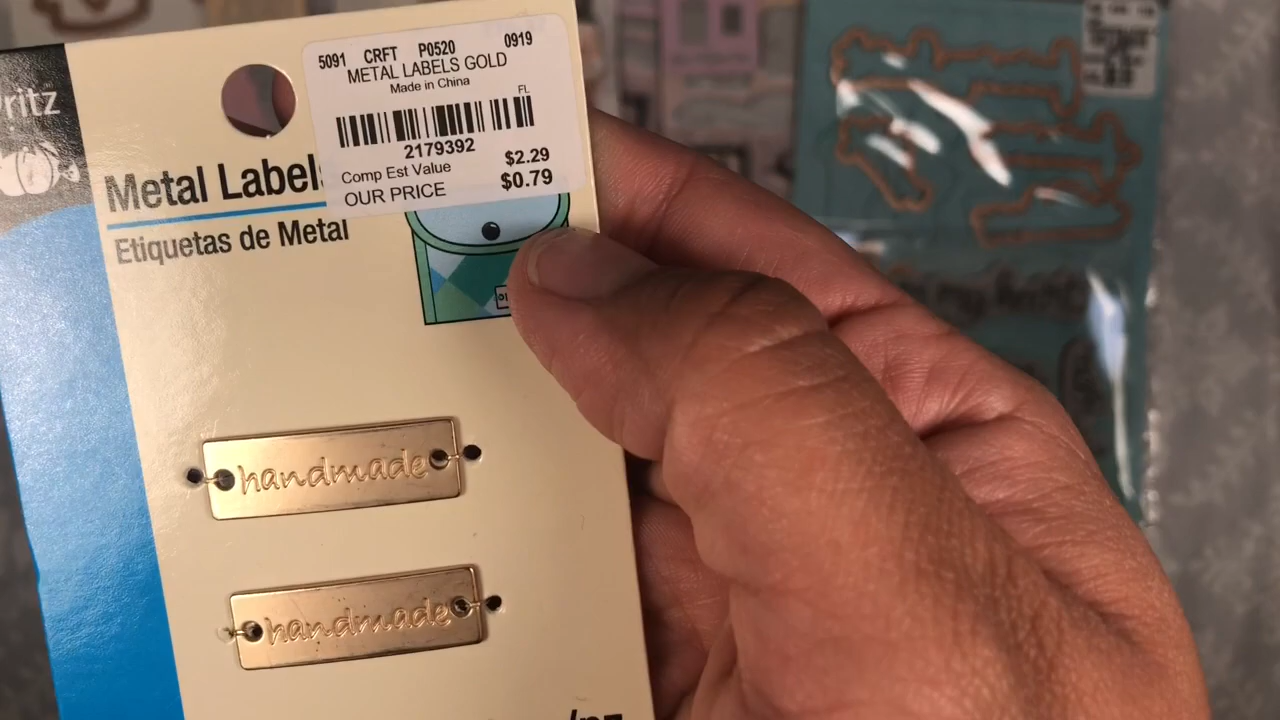 5091 CRFT P0520 0919
METAL LABELS GOLD
Made in China
FL
2179392
Comp Est Value $2.29
OUR PRICE $0.79
ritz
Metal Labels
Etiquetas de Metal
handmade
handmade